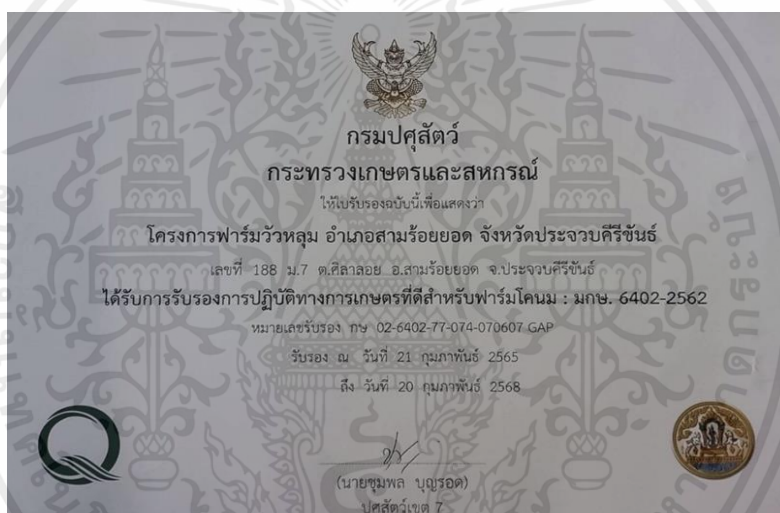 กรมปศุสัตว์
กระทรวงเกษตรและสหกรณ์
ให้ใบรับรองฉบับนี้เพื่อแสดงว่า
โครงการฟาร์มวัวหลุม อำเภอสามร้อยยอด จังหวัดประจวบคีรีขันธ์
เลขที่ 188 ม.7 ต.ศิลาลอย อ.สามร้อยยอด จ.ประจวบคีรีขันธ์
ได้รับการรับรองการปฏิบัติทางการเกษตรที่ดีสำหรับฟาร์มโคนม : มกษ. 6402-2562
หมายเลขรับรอง กษ 02-6402-77-074-070607 GAP
รับรอง ณ วันที่ 21 กุมภาพันธ์ 2565
ถึง วันที่ 20 กุมภาพันธ์ 2568
(นายชุมพล บุญรอด)
ปศุสัตว์เขต 7